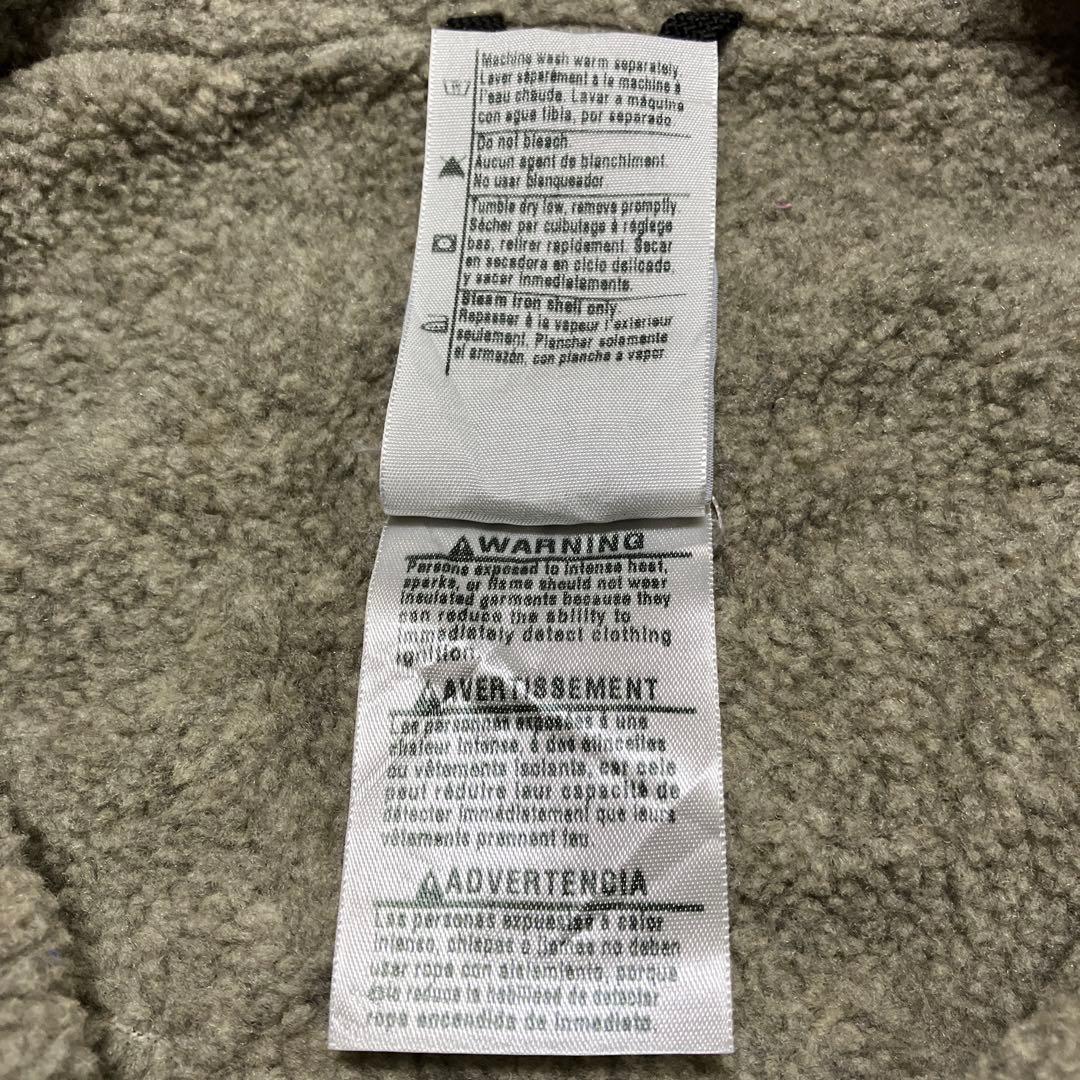 Machine wash warm separately
Laver séparément à la machine à
l'eau chaude. Lavar a máquina
con agua tibia, por separado
Do not bleach
Aucun agent de blanchiment
No usar blanqueador
Tumble dry low, remove promptly
Sécher par culbutage à réglage
bas, retirer rapidement. Secar
en secadora en ciclo delicado,
y sacar inmediatamente.
Steam iron shell only
Repasser à la vapeur l'extérieur
seulement. Planchar solamente
el armazón, con plancha a vapor
WARNING
Persons exposed to intense heat,
sparks, or flame should not wear
insulated garments because they
can reduce the ability to
immediately detect clothing
ignition.
AVERTISSEMENT
Les personnes exposées à une
chaleur intense, à des étincelles
ou vêtements isolants, car cela
peut réduire leur capacité de
détecter immédiatement que leurs
vêtements prennent feu.
ADVERTENCIA
Las personas expuestas a calor
intenso, chispas o llamas no deben
usar ropa con aislamiento, porque
esto reduce la habilidad de detectar
ropa encendida de inmediato.